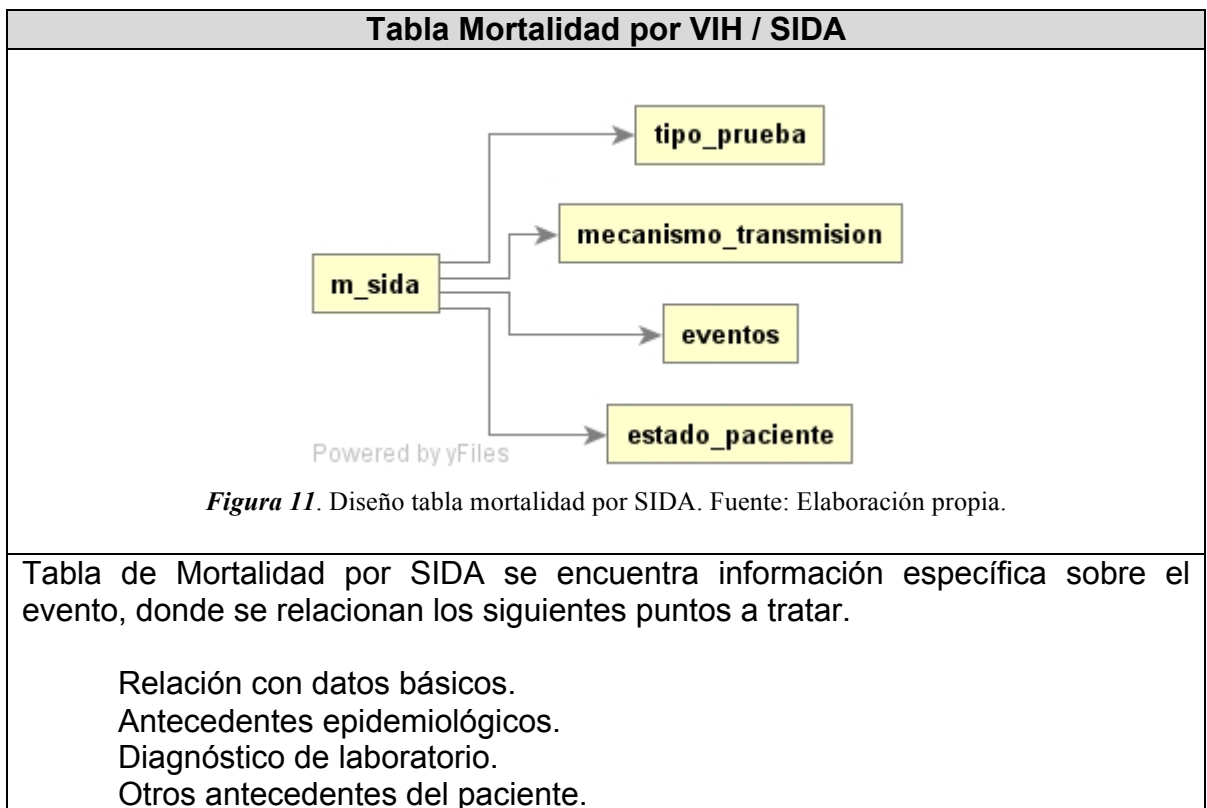 Tabla Mortalidad por VIH / SIDA
tipo_prueba
mecanismo_transmision
m_sida
eventos
estado_paciente
Powered by yFiles
Figura 11. Diseño tabla mortalidad por SIDA. Fuente: Elaboración propia.
Tabla de Mortalidad por SIDA se encuentra información específica sobre el
evento, donde se relacionan los siguientes puntos a tratar.
Relación con datos básicos.
Antecedentes epidemiológicos.
Diagnóstico de laboratorio.
Otros antecedentes del paciente.